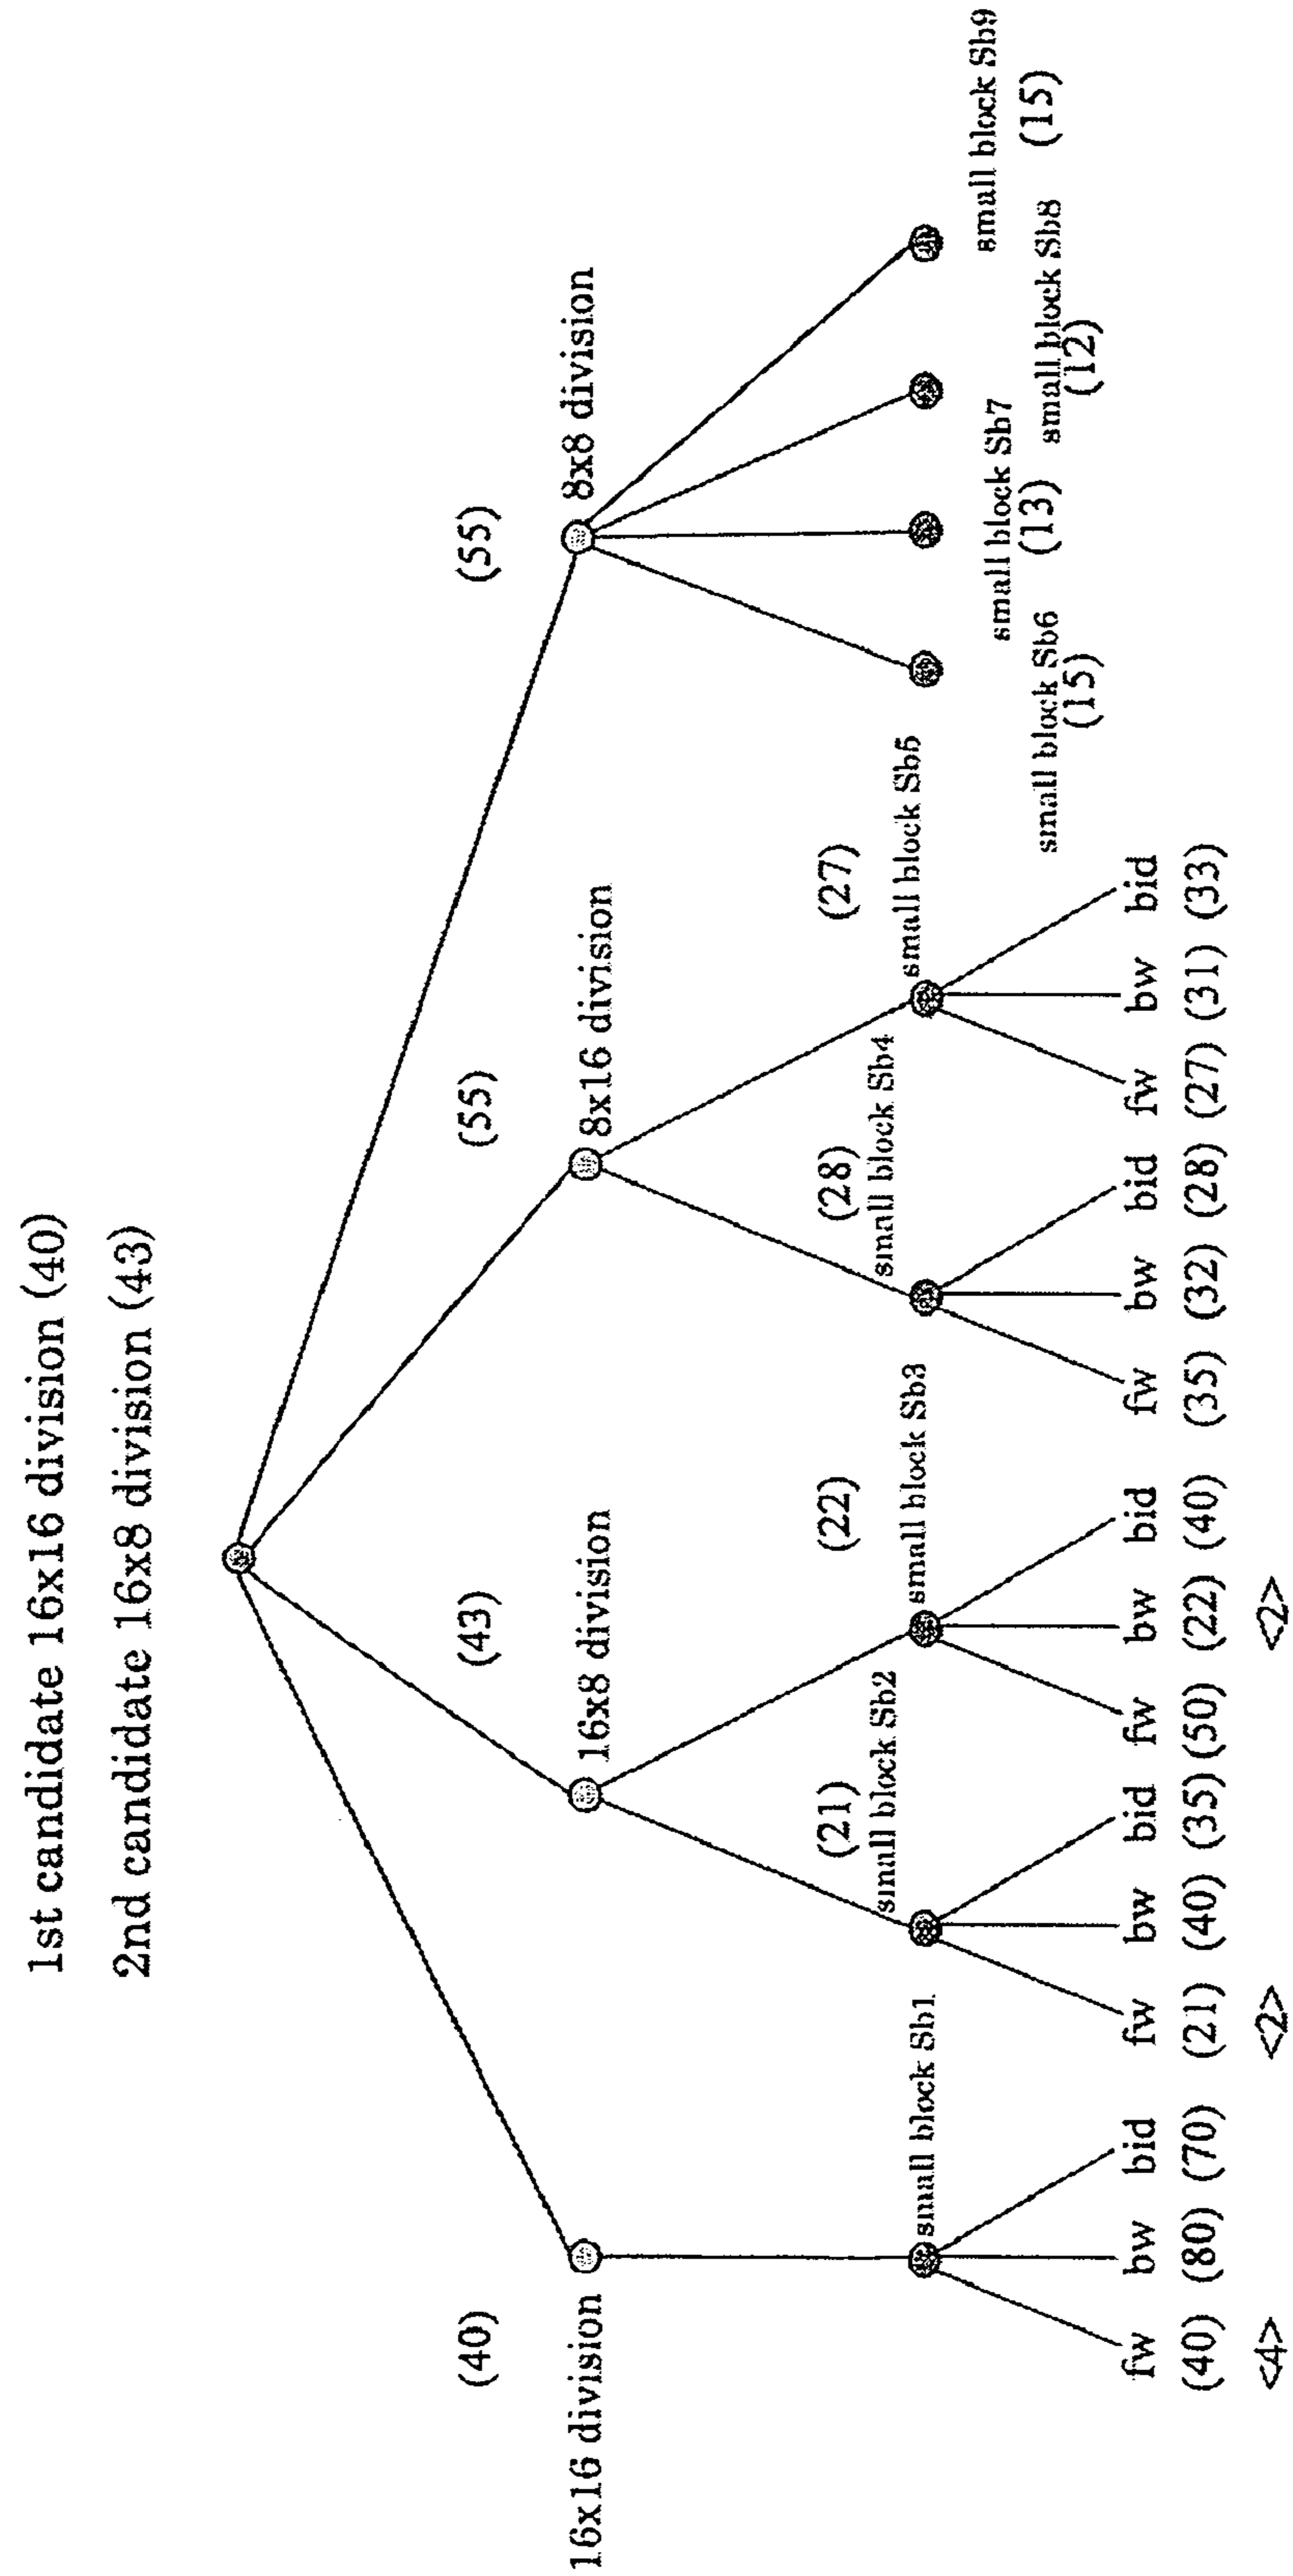 1st candidate 16x16 division (40)
2nd candidate 16x8 division (43)
(40)
(43)
(55)
(55)
16x16 division
16x8 division
8x16 division
8x8 division
(21)
(22)
(28)
(27)
small block Sb1
small block Sb2
small block Sb3
small block Sb4
small block Sb5
small block Sb6
(15)
small block Sb7
(13)
small block Sb8
(12)
small block Sb9
(15)
fw bw bid fw bw bid fw bw bid fw bw bid fw bw bid
(40) (80) (70) (21) (40) (35) (50) (22) (40) (35) (32) (28) (27) (31) (33)
<4> <2> <2>